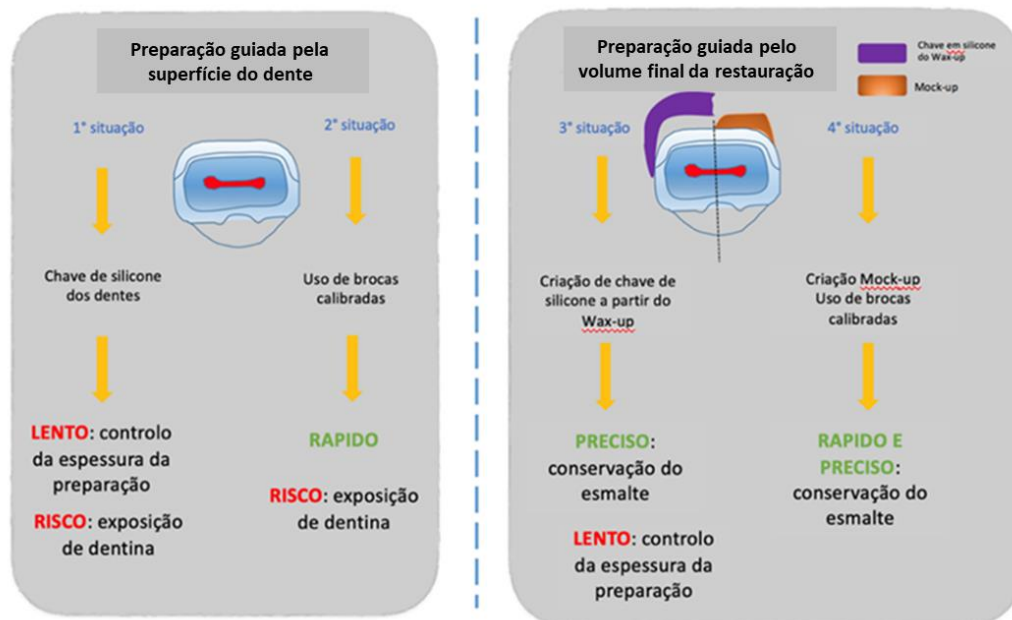 Preparação guiada pela
superfície do dente
1ª situação
2ª situação
Chave de silicone
dos dentes
Uso de brocas
calibradas
LENTO: controlo
da espessura da
preparação
RISCO: exposição
de dentina
RAPIDO
RISCO: exposição
de dentina
Preparação guiada pelo
volume final da restauração
Chave em silicone
do Wax-up
Mock-up
3ª situação
4ª situação
Criação de chave de
silicone a partir do
Wax-up
Criação Mock-up
Uso de brocas
calibradas
PRECISO:
conservação do
esmalte
LENTO: controlo
da espessura da
preparação
RAPIDO E
PRECISO:
conservação do
esmalte